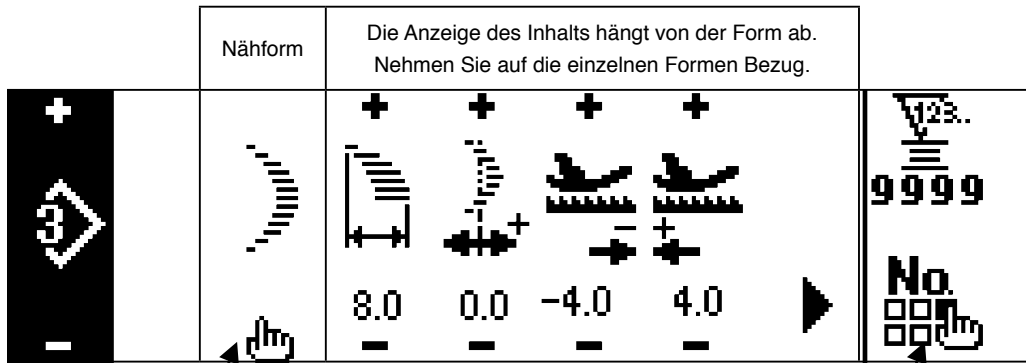 Nähform
Die Anzeige des Inhalts hängt von der Form ab.
Nehmen Sie auf die einzelnen Formen Bezug.
+ + + + +
123..
3
9999
+
− +
No.
8.0 0.0 −4.0 4.0
− − − − −